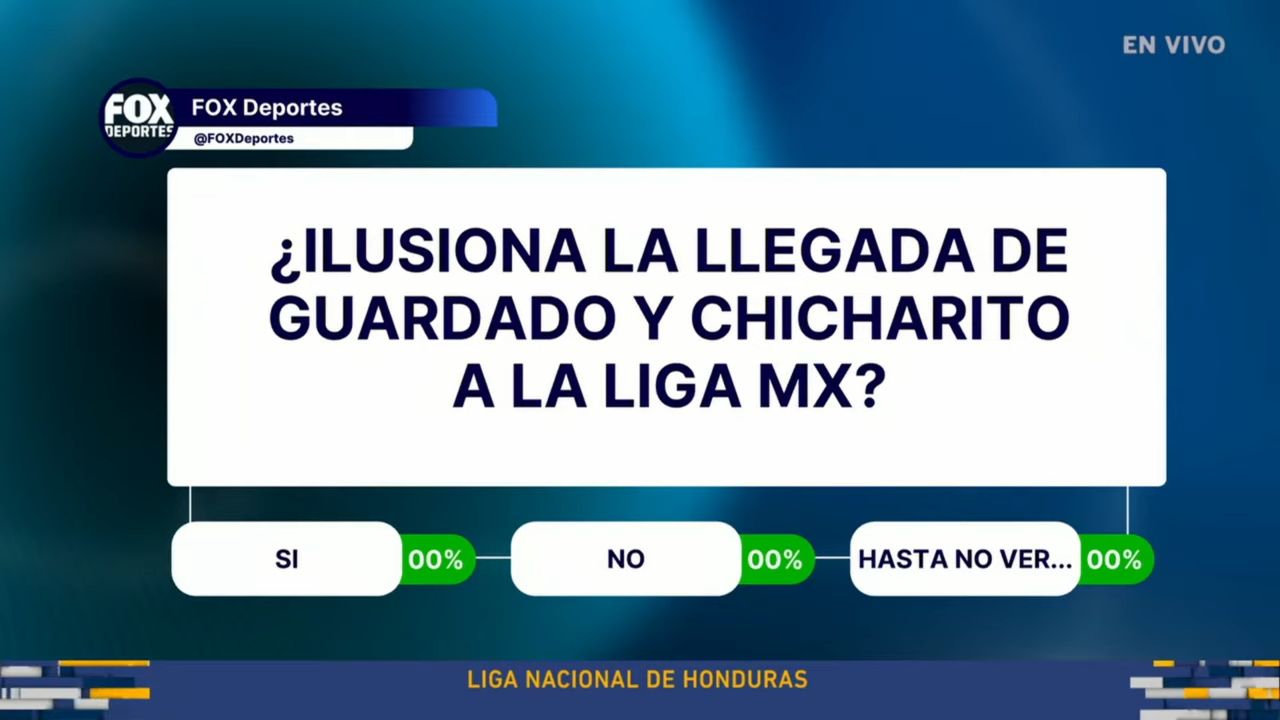 EN VIVO
FOX
DEPORTES
FOX Deportes
@FOXDeportes
¿ILUSIONA LA LLEGADA DE
GUARDADO Y CHICHARITO
A LA LIGA MX?
SI 00% NO 00% HASTA NO VER... 00%
LIGA NACIONAL DE HONDURAS